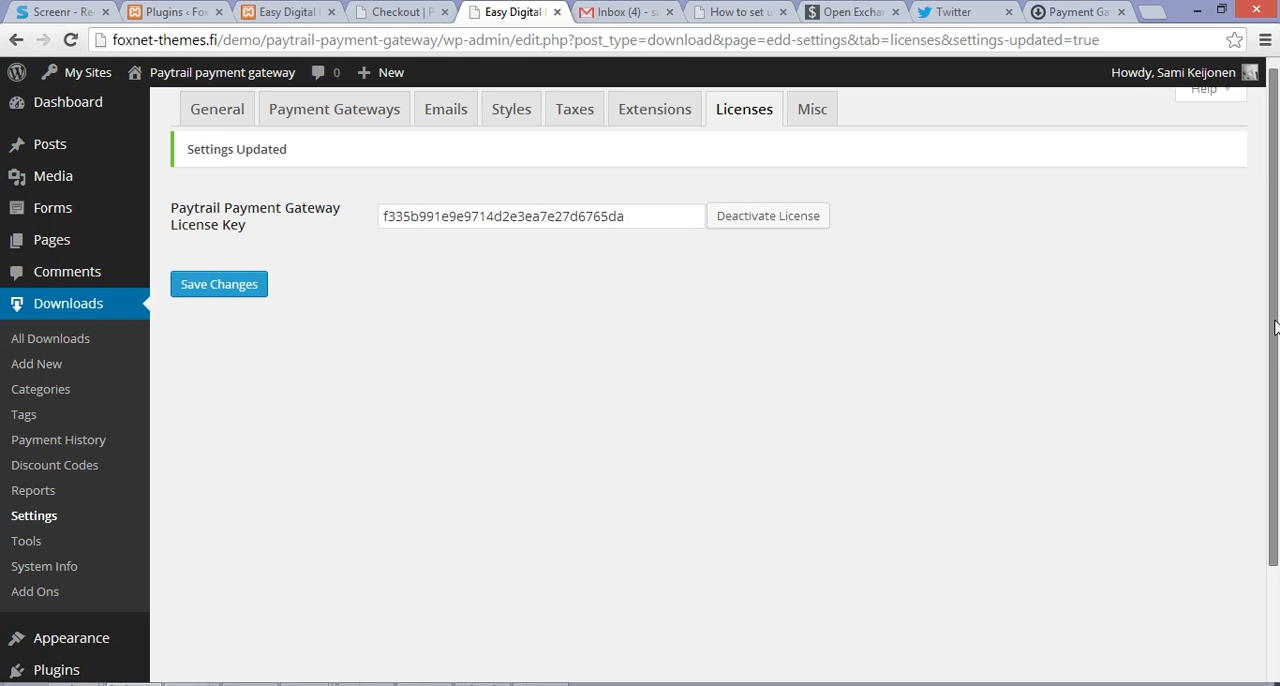 Screenr - Re
Plugins ‹ Fox
Easy Digital
Checkout | P
Easy Digital
Inbox (4) - s
How to set u
Open Excha
Twitter
Payment Ga
foxnet-themes.fi/demo/paytrail-payment-gateway/wp-admin/edit.php?post_type=download&page=edd-settings&tab=licenses&settings-updated=true
My Sites
Paytrail payment gateway
0
New
Howdy, Sami Keijonen
Help
General
Payment Gateways
Emails
Styles
Taxes
Extensions
Licenses
Misc
Settings Updated
Paytrail Payment Gateway
License Key
f335b991e9e9714d2e3ea7e27d6765da
Deactivate License
Save Changes
Dashboard
Posts
Media
Forms
Pages
Comments
Downloads
All Downloads
Add New
Categories
Tags
Payment History
Discount Codes
Reports
Settings
Tools
System Info
Add Ons
Appearance
Plugins